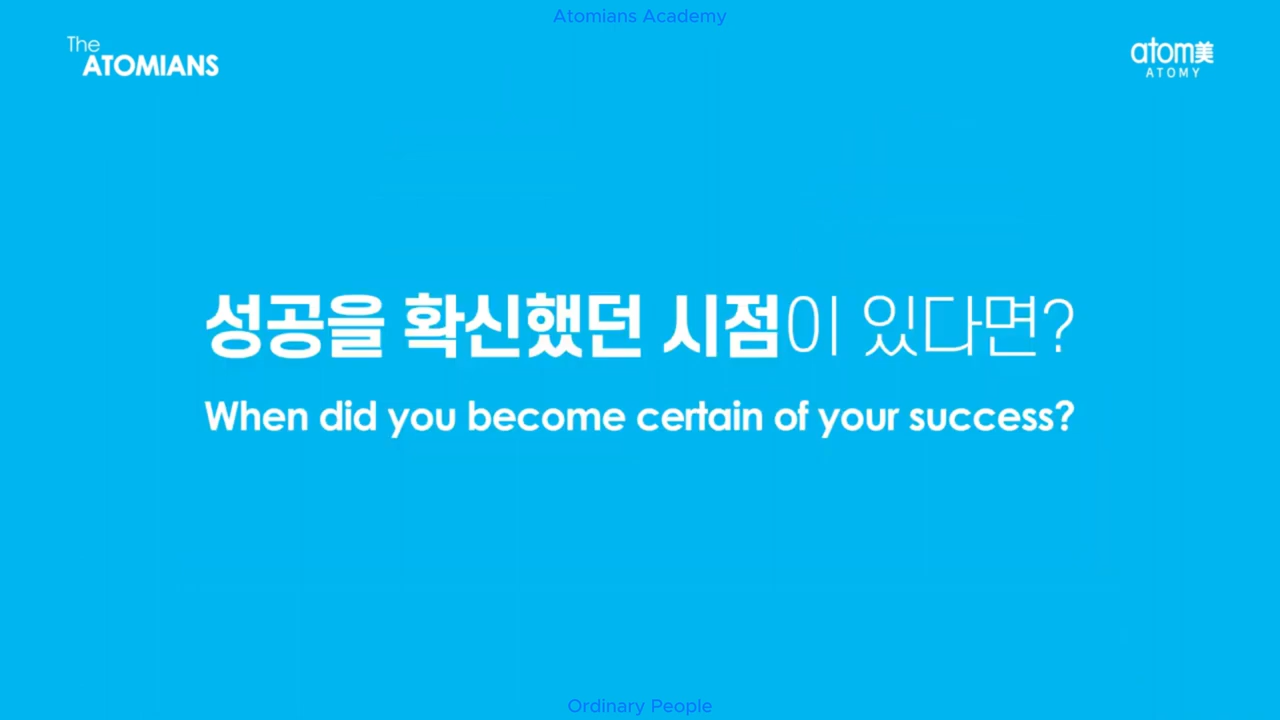 Atomians Academy
The
ATOMIANS
atom美
ATOMY
성공을 확신했던 시점이 있다면?
When did you become certain of your success?
Ordinary People